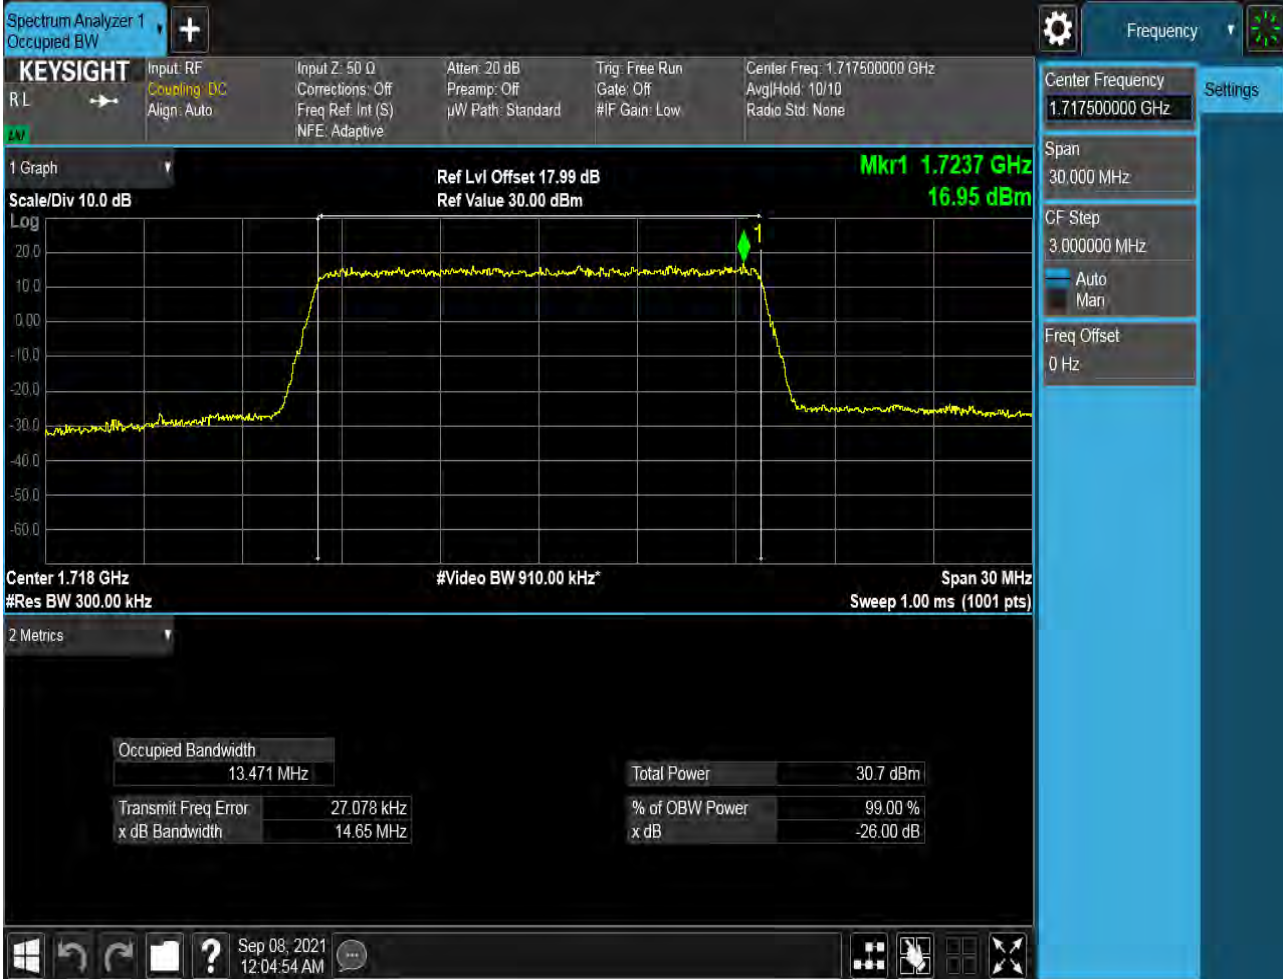 Spectrum Analyzer 1
Occupied BW
+
Frequency
KEYSIGHT
R L
Input: RF
Coupling: DC
Align: Auto
Input Z: 50 Ω
Corrections: Off
Freq Ref: Int (S)
NFE: Adaptive
Atten: 20 dB
Preamp: Off
µW Path: Standard
Trig: Free Run
Gate: Off
#IF Gain: Low
Center Freq: 1.717500000 GHz
Avg|Hold: 10/10
Radio Std: None
Center Frequency
1.717500000 GHz
Settings
Span
30.000 MHz
CF Step
3.000000 MHz
Auto
Man
Freq Offset
0 Hz
1 Graph
Scale/Div 10.0 dB
Log
Ref Lvl Offset 17.99 dB
Ref Value 30.00 dBm
Mkr1 1.7237 GHz
16.95 dBm
1
20.0
10.0
0.00
-10.0
-20.0
-30.0
-40.0
-50.0
-60.0
Center 1.718 GHz
#Res BW 300.00 kHz
#Video BW 910.00 kHz*
Span 30 MHz
Sweep 1.00 ms (1001 pts)
2 Metrics
Occupied Bandwidth
13.471 MHz
Transmit Freq Error 27.078 kHz
x dB Bandwidth 14.65 MHz
Total Power 30.7 dBm
% of OBW Power 99.00 %
x dB -26.00 dB
?
Sep 08, 2021
12:04:54 AM